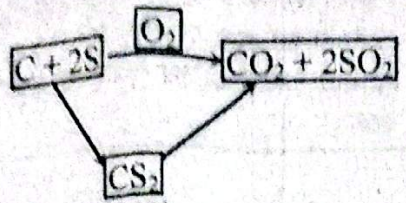 O₂
C + 2S
CO₂ + 2SO₂
CS₂